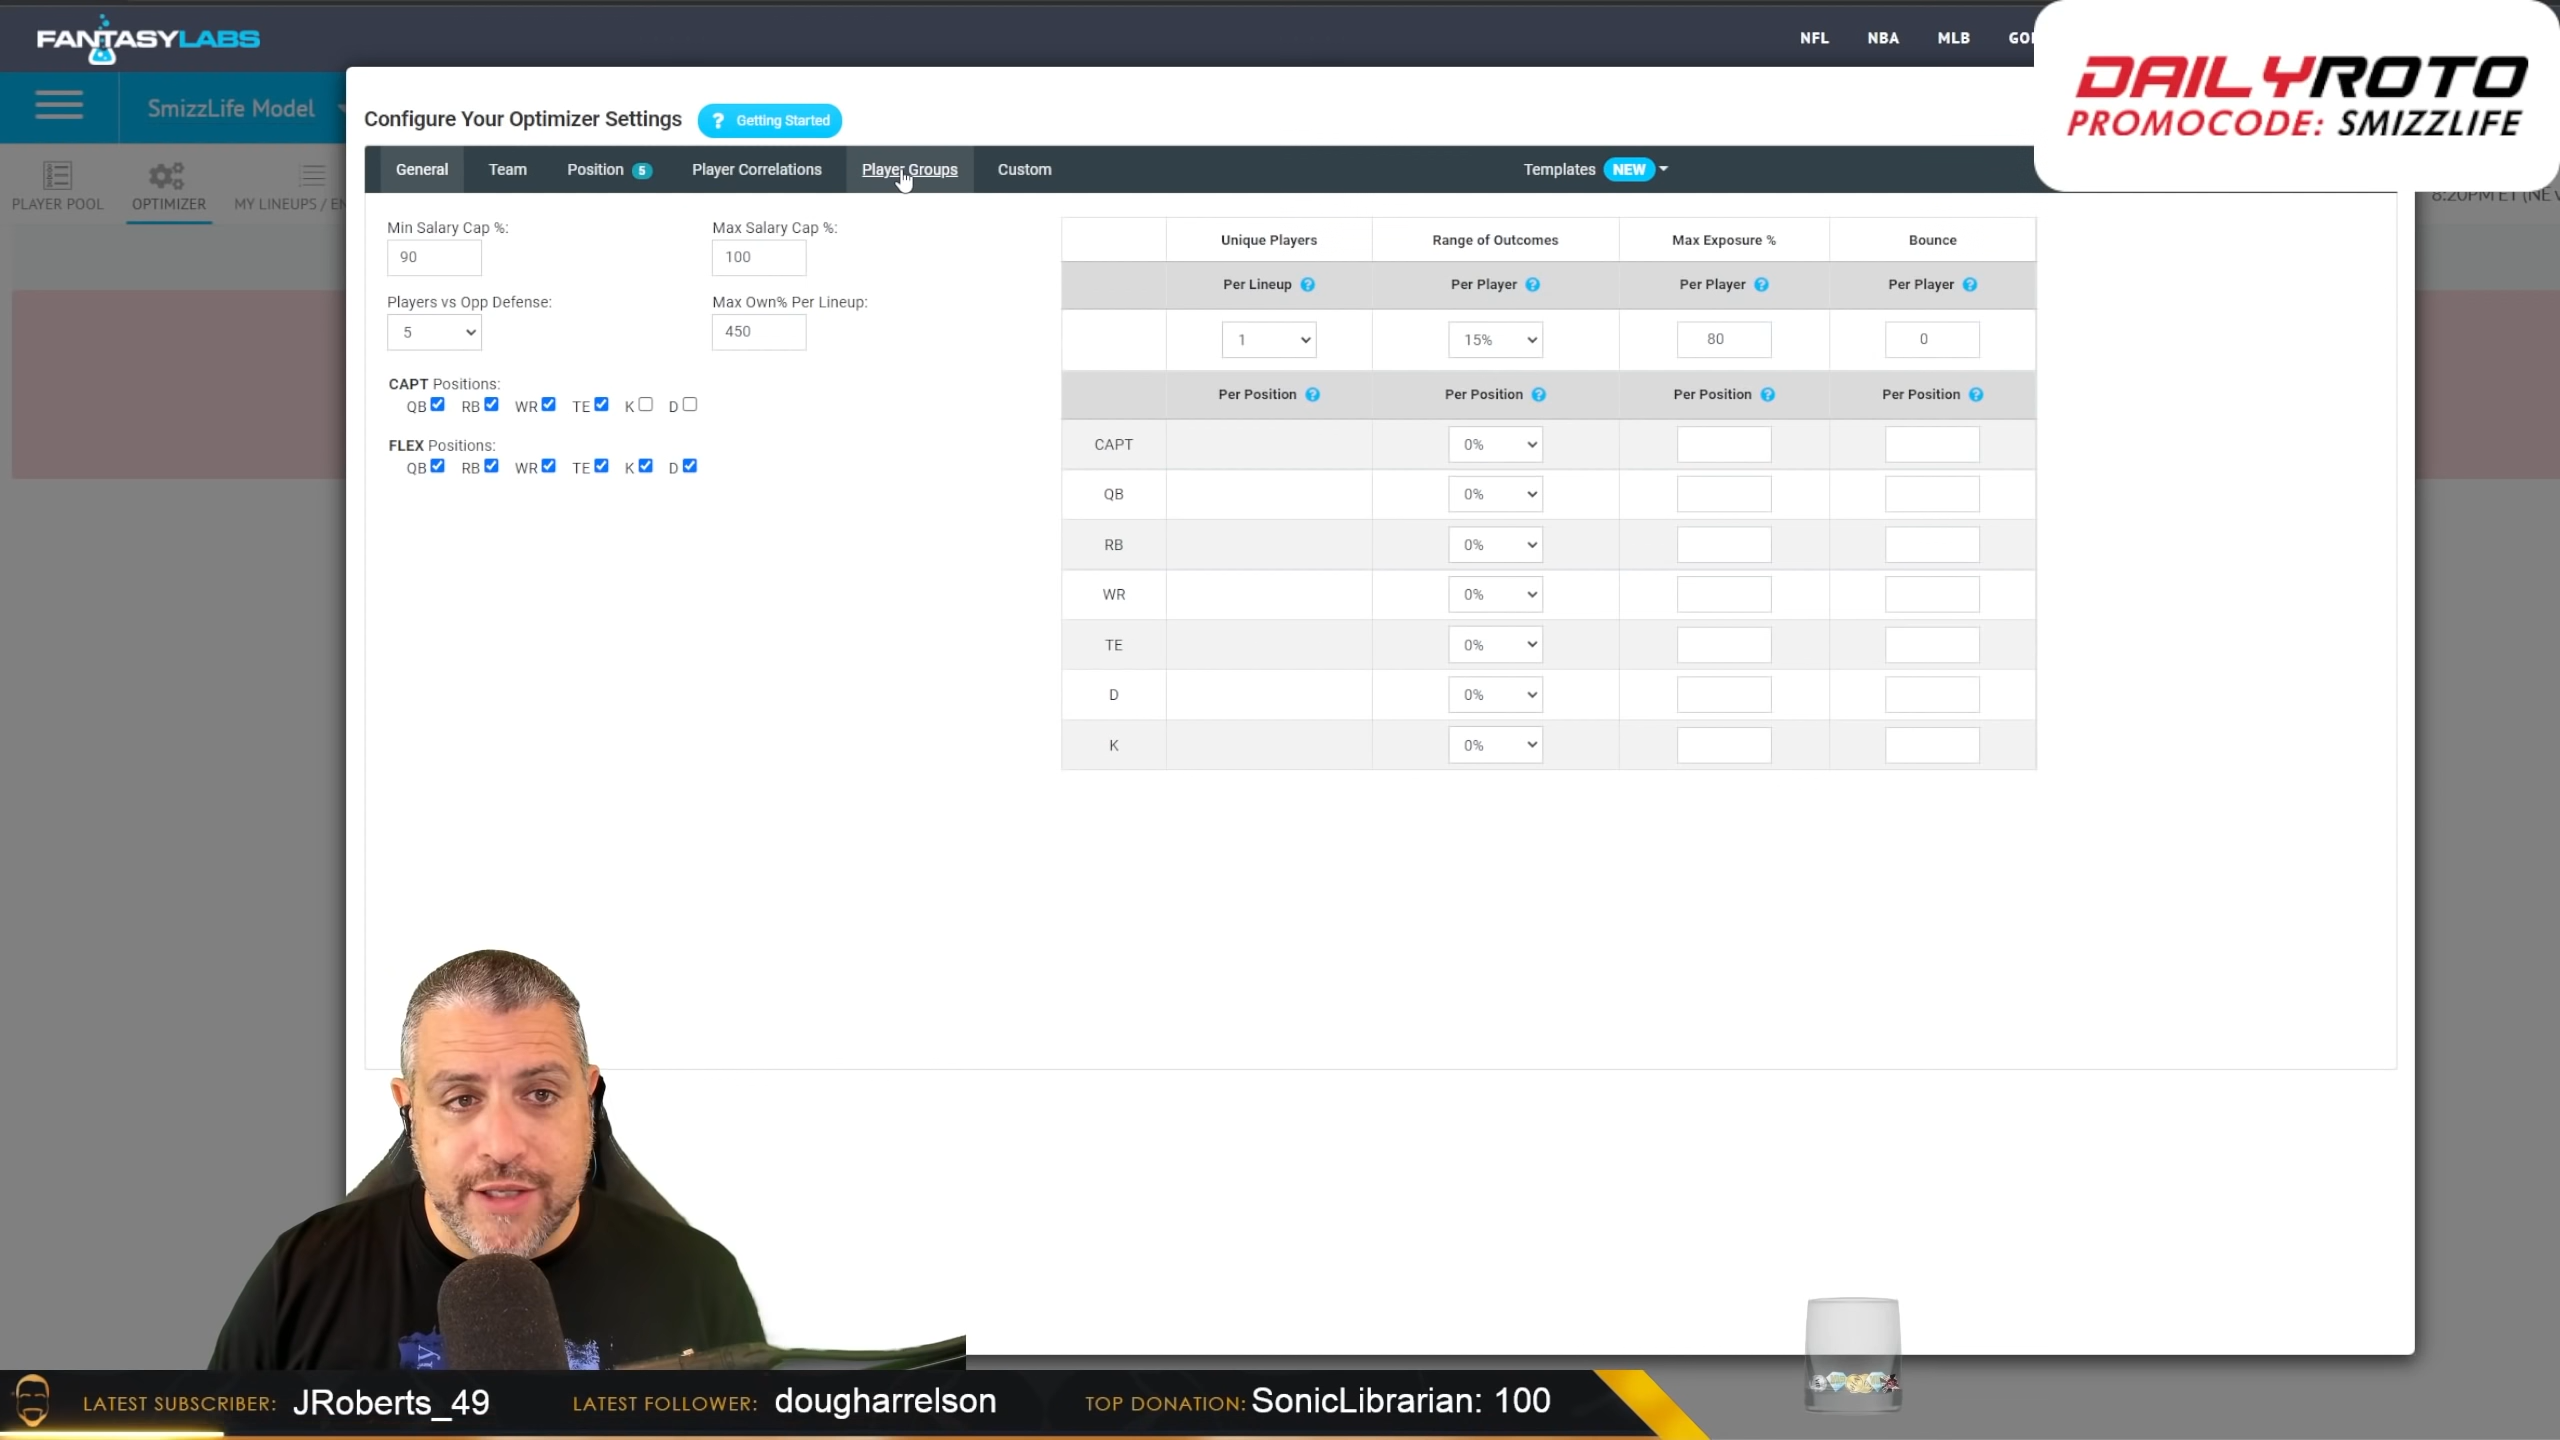 FANTASYLABS
NFL NBA MLB
DAILYROTO
PROMOCODE: SMIZZLIFE
SmizzLife Model
Configure Your Optimizer Settings
? Getting Started
General Team Position 5 Player Correlations Player Groups Custom Templates NEW
PLAYER POOL OPTIMIZER MY LINEUPS /
8:20PM ET
Min Salary Cap %: Max Salary Cap %:
90 100
Players vs Opp Defense: Max Own% Per Lineup:
5 450
CAPT Positions:
QB RB WR TE K D
FLEX Positions:
QB RB WR TE K D
Unique Players Range of Outcomes Max Exposure % Bounce
Per Lineup ? Per Player ? Per Player ? Per Player ?
1 15% 80 0
Per Position ? Per Position ? Per Position ? Per Position ?
CAPT 0%
QB 0%
RB 0%
WR 0%
TE 0%
D 0%
K 0%
LATEST SUBSCRIBER: JRoberts_49 LATEST FOLLOWER: dougharrelson TOP DONATION: SonicLibrarian: 100